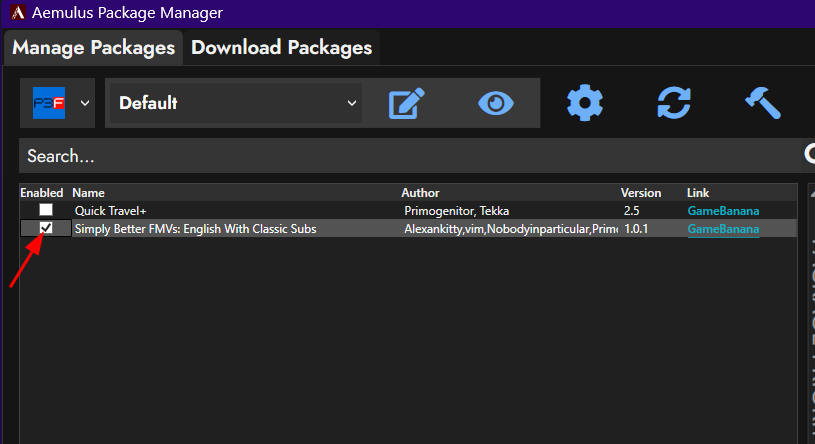 Aemulus Package Manager
Manage Packages Download Packages
P3F Default
Search...
Enabled Name Author Version Link
Quick Travel+ Primogenitor, Tekka 2.5 GameBanana
Simply Better FMVs: English With Classic Subs Alexankitty,vim,Nobodyinparticular,Prim 1.0.1 GameBanana